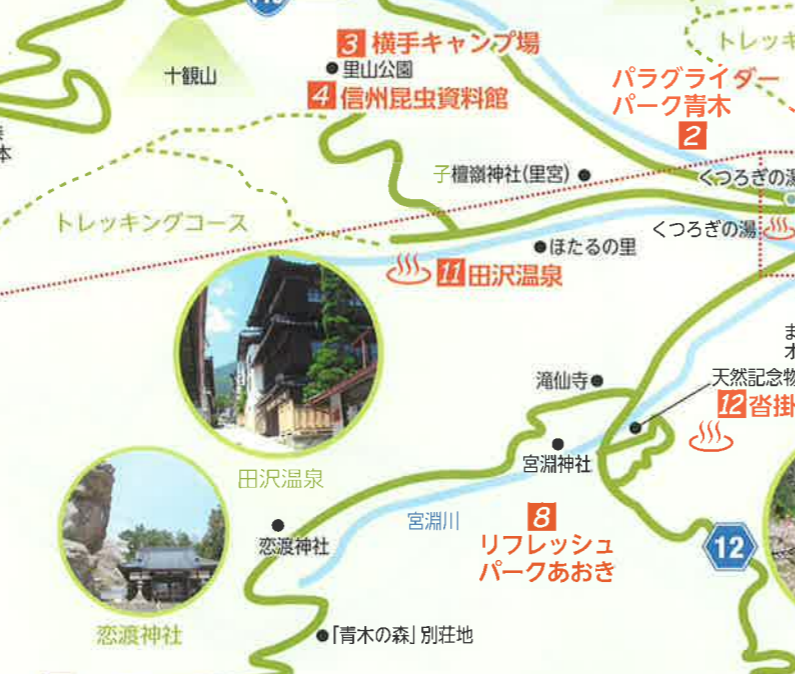 3 横手キャンプ場
里山公園
4 信州昆虫資料館
十観山
トレッキ
パラグライダー
パーク青木
2
本
子檀嶺神社(里宮)
くつろぎの湯
トレッキングコース
くつろぎの湯
ほたるの里
11 田沢温泉
滝仙寺
天然記念物
12 沓掛
宮淵神社
田沢温泉
宮淵川
8
リフレッシュ
パークあおき
12
恋渡神社
恋渡神社
「青木の森」別荘地